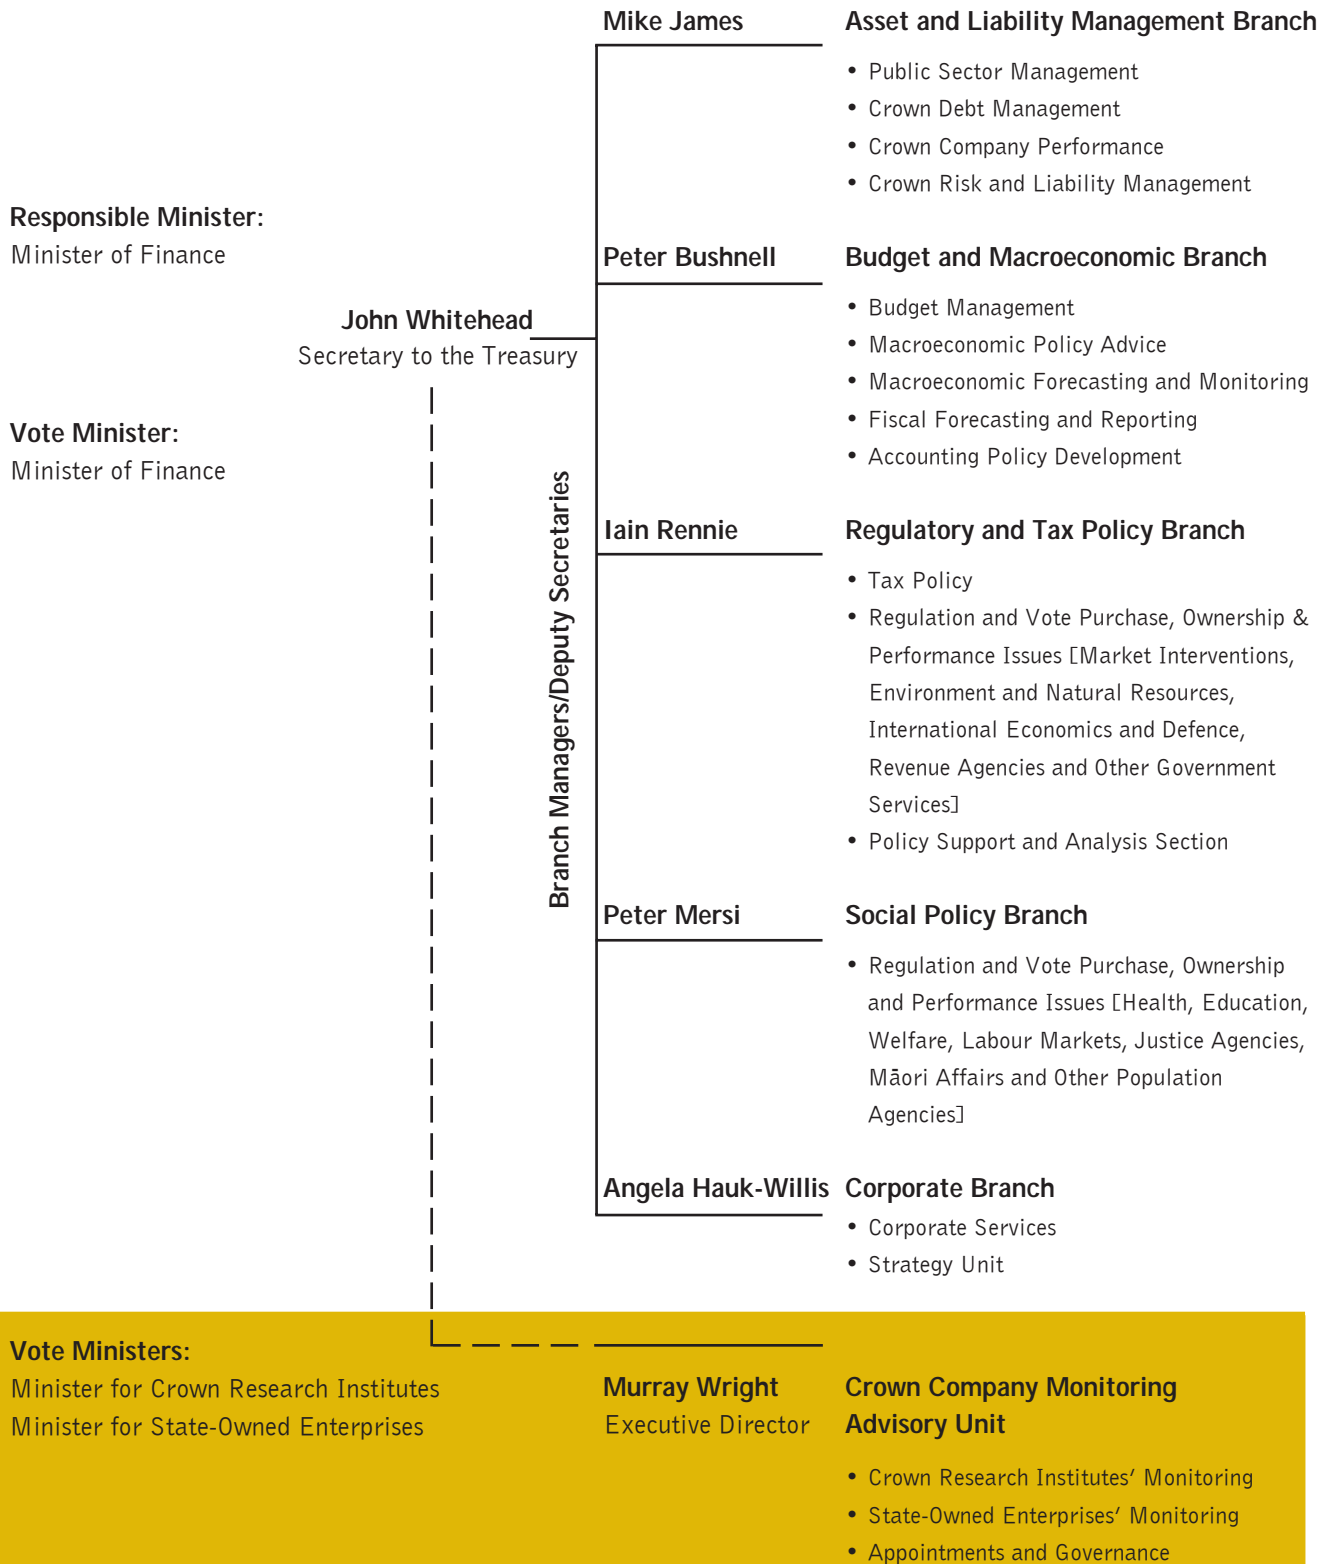 Mike James
Asset and Liability Management Branch
• Public Sector Management
• Crown Debt Management
• Crown Company Performance
• Crown Risk and Liability Management
Responsible Minister:
Minister of Finance
Peter Bushnell
Budget and Macroeconomic Branch
• Budget Management
• Macroeconomic Policy Advice
• Macroeconomic Forecasting and Monitoring
• Fiscal Forecasting and Reporting
• Accounting Policy Development
John Whitehead
Secretary to the Treasury
Vote Minister:
Minister of Finance
Branch Managers/Deputy Secretaries
Iain Rennie
Regulatory and Tax Policy Branch
• Tax Policy
• Regulation and Vote Purchase, Ownership &
Performance Issues [Market Interventions,
Environment and Natural Resources,
International Economics and Defence,
Revenue Agencies and Other Government
Services]
• Policy Support and Analysis Section
Peter Mersi
Social Policy Branch
• Regulation and Vote Purchase, Ownership
and Performance Issues [Health, Education,
Welfare, Labour Markets, Justice Agencies,
Māori Affairs and Other Population
Agencies]
Angela Hauk-Willis
Corporate Branch
• Corporate Services
• Strategy Unit
Vote Ministers:
Minister for Crown Research Institutes
Minister for State-Owned Enterprises
Murray Wright
Executive Director
Crown Company Monitoring
Advisory Unit
• Crown Research Institutes’ Monitoring
• State-Owned Enterprises’ Monitoring
• Appointments and Governance